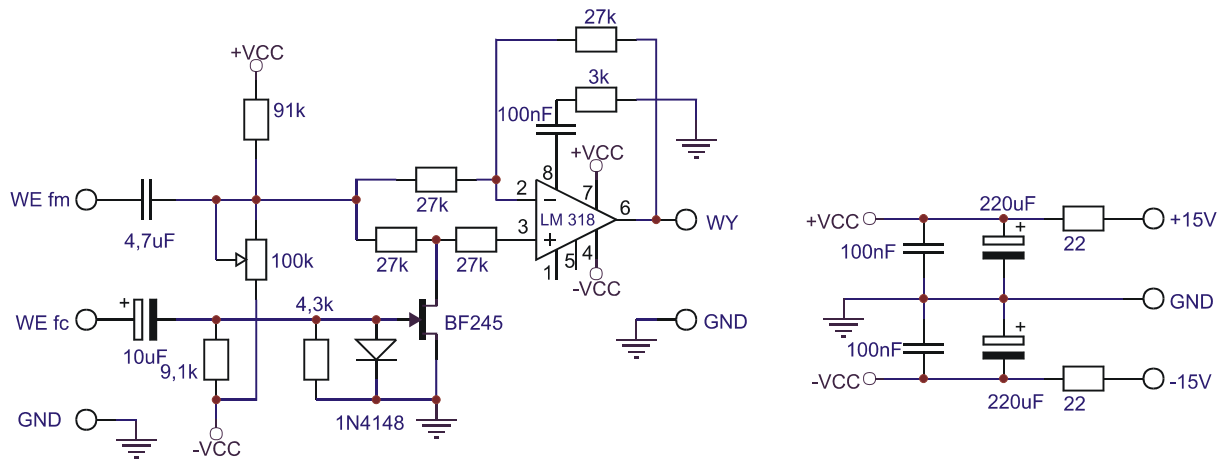 27k
+VCC
3k
91k
100nF
+VCC
8
7
WE fm
27k
2
−
LM 318
6
WY
220uF
+VCC
+
22
+15V
4,7uF
3
+
100k
27k
27k
1
5
4
-VCC
100nF
4,3k
WE fc
+
BF245
GND
GND
10uF
9,1k
100nF
+
-VCC
22
-15V
220uF
GND
1N4148
-VCC